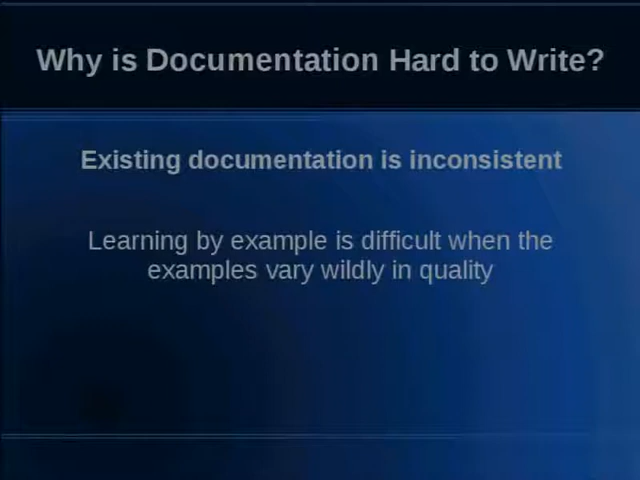 Why is Documentation Hard to Write?
Existing documentation is inconsistent
Learning by example is difficult when the
examples vary wildly in quality